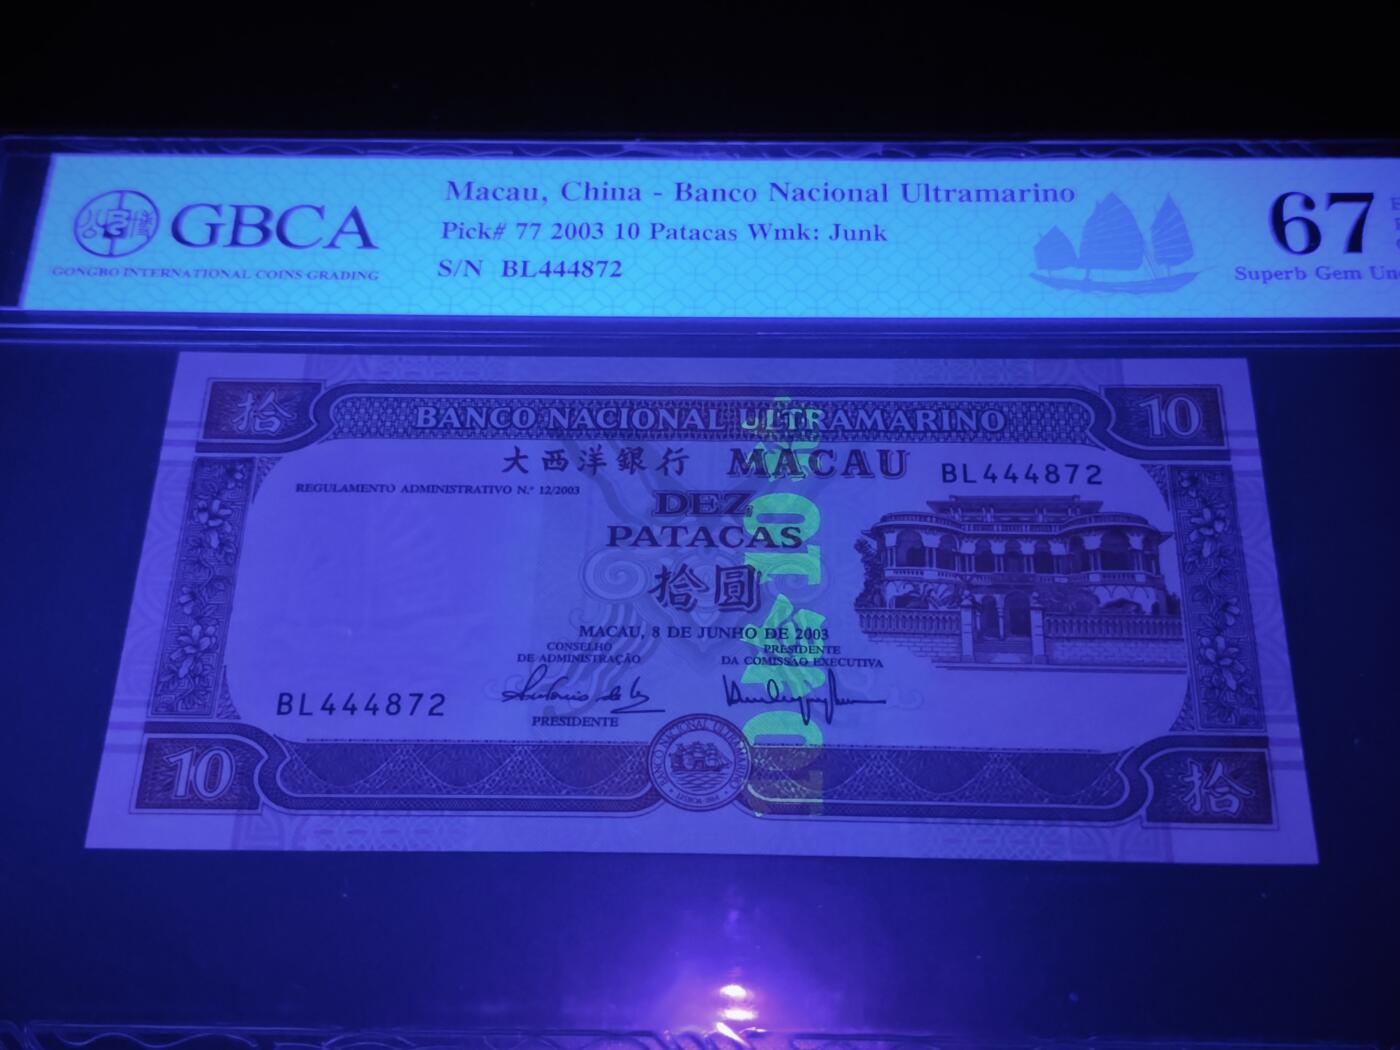 GBCA
GONGBO INTERNATIONAL COINS GRADING
Macau, China - Banco Nacional Ultramarino
Pick# 77 2003 10 Patacas Wmk: Junk
S/N BL444872
67
Superb Gem
拾
BANCO NACIONAL ULTRAMARINO
10
大西洋銀行 MACAU
BL444872
REGULAMENTO ADMINISTRATIVO N.º 12/2003
DEZ
PATACAS
拾圓
10
MACAU, 8 DE JUNHO DE 2003
CONSELHO
DE ADMINISTRAÇÃO
PRESIDENTE
DA COMISSÃO EXECUTIVA
BL444872
PRESIDENTE
10
拾